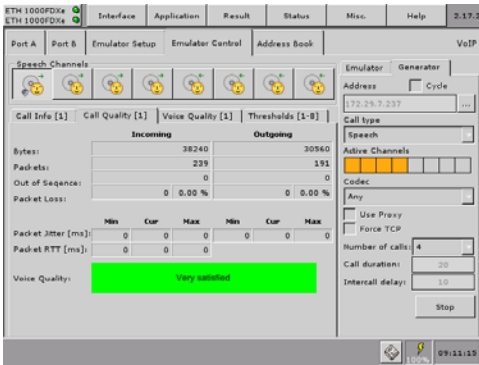 ETH 1000FDXe
ETH 1000FDXe
Interface Application Result Status Misc. Help 2.17.
Port A Port B Emulator Setup Emulator Control Address Book VoIP
Speech Channels
Emulator Generator
Address Cycle
172.29.7.237 ...
Call type
Speech
Active Channels
Codec
Any
Use Proxy
Force TCP
Number of calls: 4
Call duration: 20
Intercall delay: 10
Stop
Call Info [1] Call Quality [1] Voice Quality [1] Thresholds [1-8]
Incoming Outgoing
Bytes: 38240 30560
Packets: 239 191
Out of Seqence: 0 0
Packet Loss: 0 0.00 % 0 0.00 %
Min Cur Max Min Cur Max
Packet Jitter [ms]: 0 0 0 0 0 0
Packet RTT [ms]: 0 0 0
Voice Quality: Very satisfied
100%
09:11:15